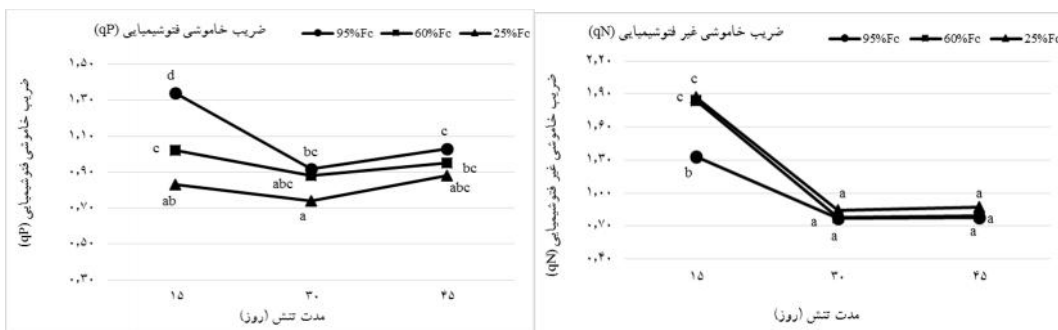 ضریب خاموشی فتوشیمیایی (qP)
95%Fc 60%Fc 25%Fc
ضریب خاموشی فتوشیمیایی (qP)
۱٫۵۰
۱٫۳۰
۱٫۱۰
۰٫۹۰
۰٫۷۰
۰٫۵۰
۰٫۳۰
d
c
ab
bc
abc
a
c
bc
abc
۱۵ ۳۰ ۴۵
مدت تنش (روز)
ضریب خاموشی غیر فتوشیمیایی (qN)
95%Fc 60%Fc 25%Fc
ضریب خاموشی غیر فتوشیمیایی (qN)
۲٫۲۰
۱٫۹۰
۱٫۶۰
۱٫۳۰
۱٫۰۰
۰٫۷۰
۰٫۴۰
c
c
b
a
a
a
a
a
a
۱۵ ۳۰ ۴۵
مدت تنش (روز)